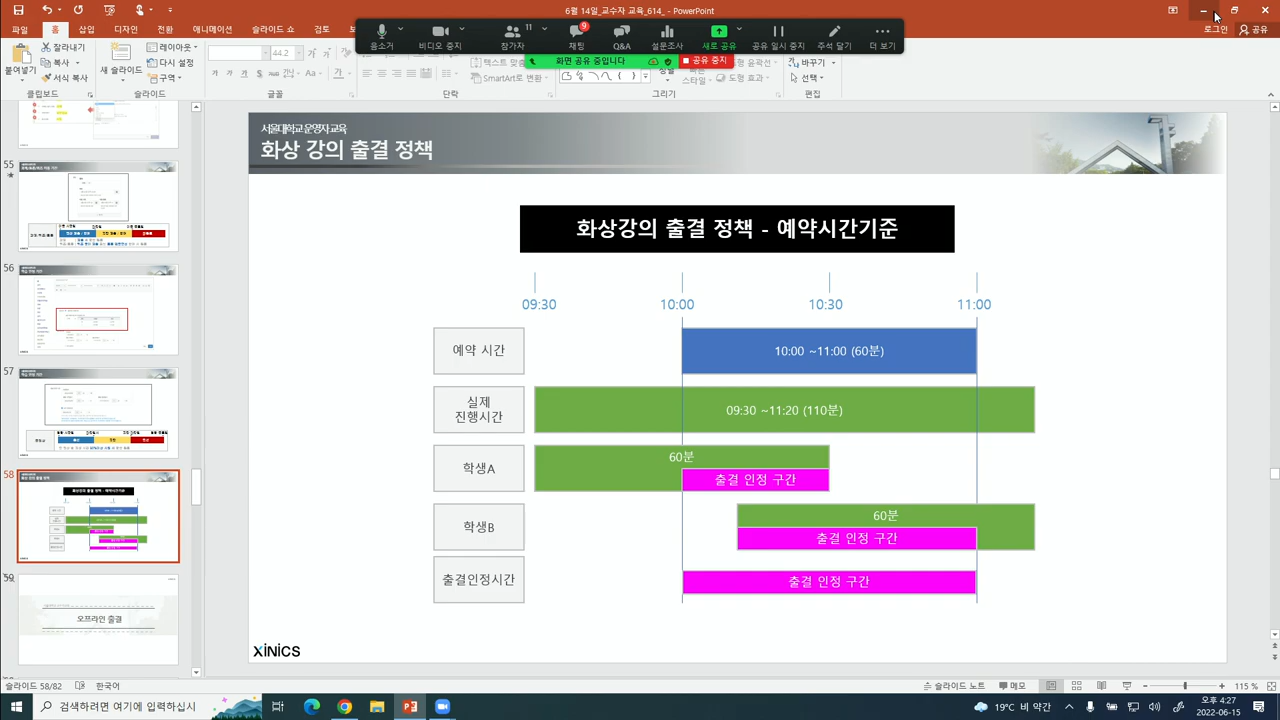 6월 14일_교수자 교육_614_ - PowerPoint
로그인
공유
파일
홈
삽입
디자인
전환
애니메이션
슬라이드 쇼
검토
음소거
비디오 중지
11
참가자
9
채팅
Q&A
설문조사
새로 공유
공유 일시 중지
주석 달기
더 보기
화면 공유 중입니다
공유 중지
붙여넣기
잘라내기
복사
서식 복사
클립보드
새 슬라이드
레이아웃
다시 설정
구역
슬라이드
44.2
글꼴
텍스트 맞춤
SmartArt로 변환
단락
스타일
도형 윤곽선
도형 효과
그리기
바꾸기
선택
편집
55
56
57
58
59
오프라인 출결
서울대학교 운영자 교육
화상 강의 출결 정책
화상강의 출결 정책 - 예약시간기준
09:30
10:00
10:30
11:00
예약 시간
10:00 ~11:00 (60분)
실제
진행시간
09:30 ~11:20 (110분)
학생A
60분
출결 인정 구간
학생B
60분
출결 인정 구간
출결인정시간
출결 인정 구간
XINICS
슬라이드 58/82
한국어
슬라이드 노트
메모
115 %
검색하려면 여기에 입력하십시
19°C 비 약간
오후 4:27
2022-06-15